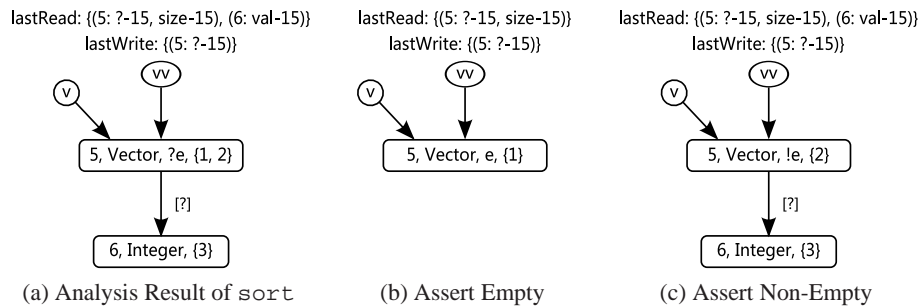 lastRead: {(5: ?-15, size-15), (6: val-15)}
lastWrite: {(5: ?-15)}
vv
v
5, Vector, ?e, {1, 2}
[?]
6, Integer, {3}
(a) Analysis Result of sort
lastRead: {(5: ?-15, size-15)}
lastWrite: {(5: ?-15)}
vv
v
5, Vector, e, {1}
(b) Assert Empty
lastRead: {(5: ?-15, size-15), (6: val-15)}
lastWrite: {(5: ?-15)}
vv
v
5, Vector, !e, {2}
[?]
6, Integer, {3}
(c) Assert Non-Empty